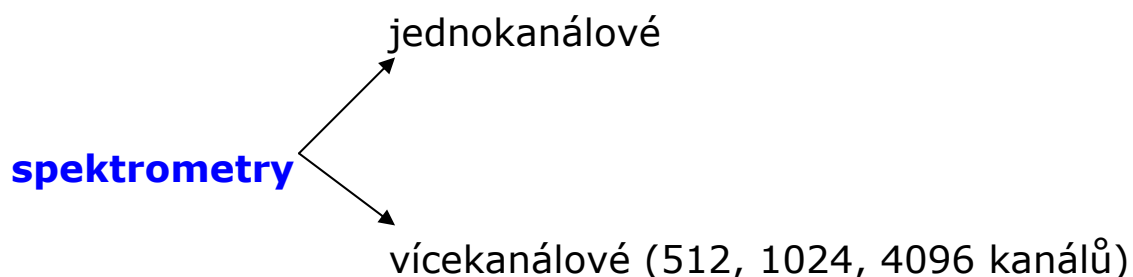 jednokanálové
spektrometry
vícekanálové (512, 1024, 4096 kanálů)